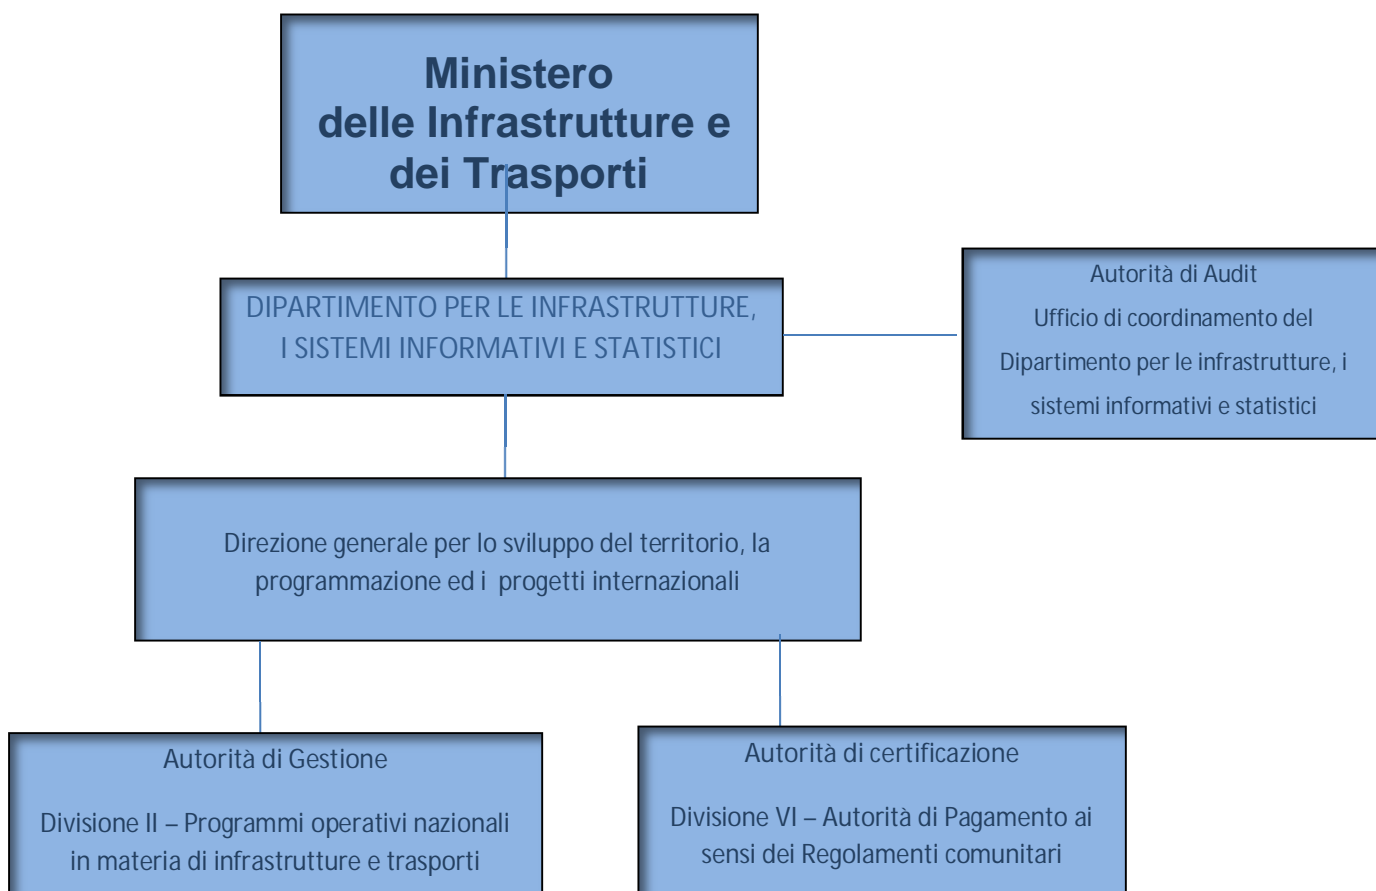 Ministero
delle Infrastrutture e
dei Trasporti
DIPARTIMENTO PER LE INFRASTRUTTURE,
I SISTEMI INFORMATIVI E STATISTICI
Autorità di Audit
Ufficio di coordinamento del
Dipartimento per le infrastrutture, i
sistemi informativi e statistici
Direzione generale per lo sviluppo del territorio, la
programmazione ed i progetti internazionali
Autorità di Gestione
Divisione II – Programmi operativi nazionali
in materia di infrastrutture e trasporti
Autorità di certificazione
Divisione VI – Autorità di Pagamento ai
sensi dei Regolamenti comunitari